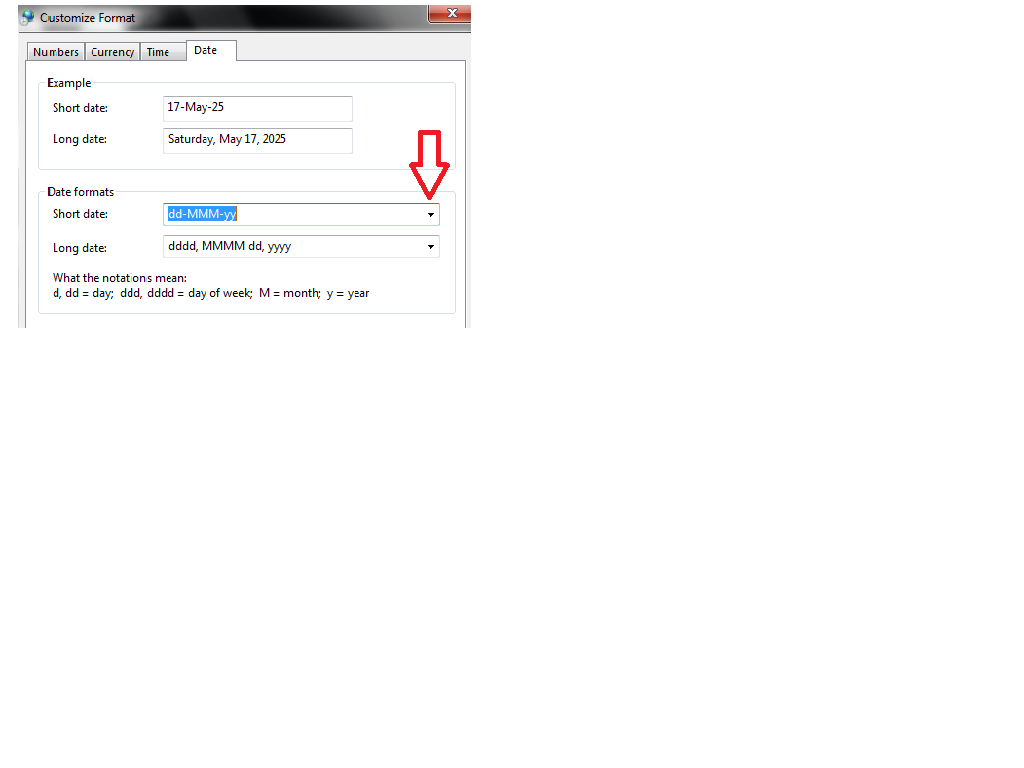 Customize Format
Numbers Currency Time Date
Example
Short date: 17-May-25
Long date: Saturday, May 17, 2025
Date formats
Short date: dd-MMM-yy
Long date: dddd, MMMM dd, yyyy
What the notations mean:
d, dd = day; ddd, dddd = day of week; M = month; y = year